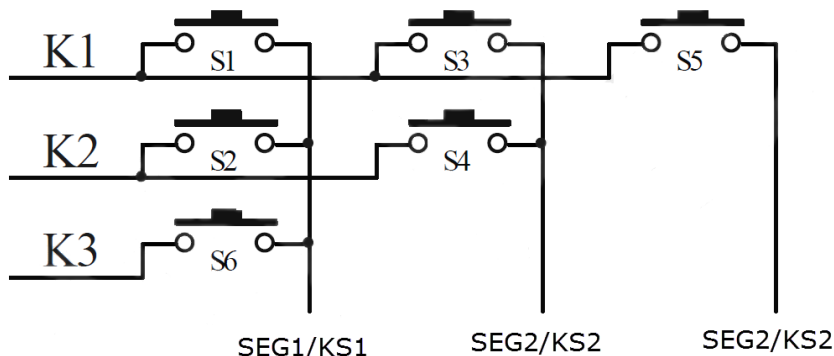 K1 S1 S3 S5
K2 S2 S4
K3 S6
SEG1/KS1 SEG2/KS2 SEG2/KS2